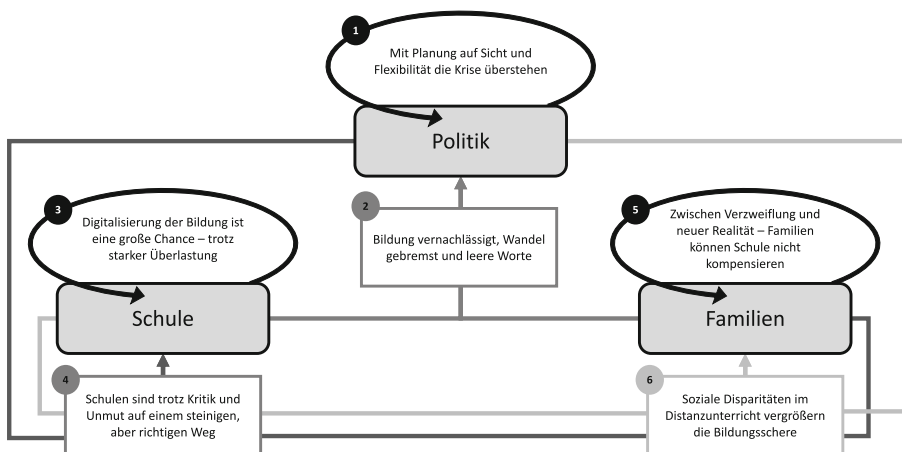 1
Mit Planung auf Sicht und
Flexibilität die Krise überstehen
Politik
2
Bildung vernachlässigt, Wandel
gebremst und leere Worte
3
Digitalisierung der Bildung ist
eine große Chance – trotz
starker Überlastung
Schule
4
Schulen sind trotz Kritik und
Unmut auf einem steinigen,
aber richtigen Weg
5
Zwischen Verzweiflung und
neuer Realität – Familien
können Schule nicht
kompensieren
Familien
6
Soziale Disparitäten im
Distanzunterricht vergrößern
die Bildungsschere